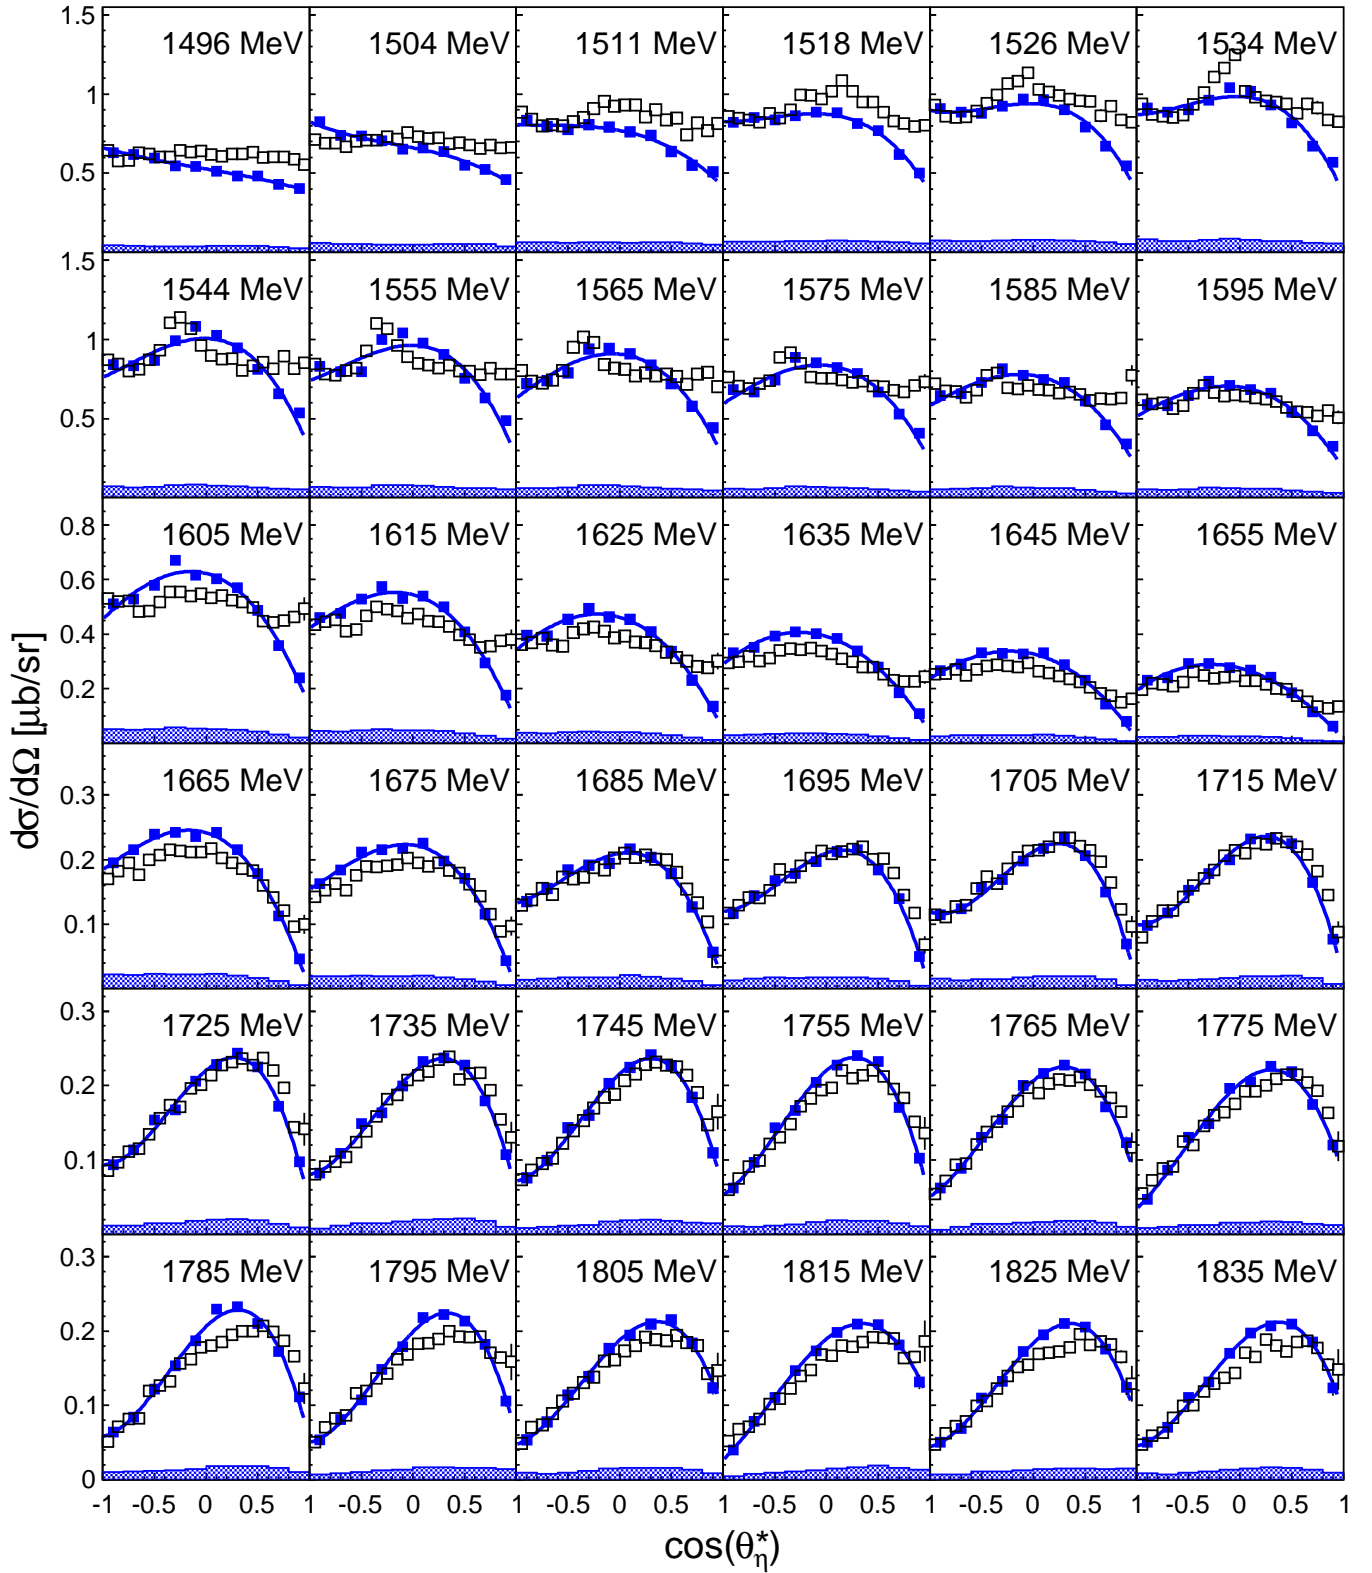 1.5 1496 MeV 1504 MeV 1511 MeV 1518 MeV 1526 MeV 1534 MeV
1
0.5
1.5 1544 MeV 1555 MeV 1565 MeV 1575 MeV 1585 MeV 1595 MeV
1
0.5
0.8 1605 MeV 1615 MeV 1625 MeV 1635 MeV 1645 MeV 1655 MeV
0.6
0.4
0.2
dσ/dΩ [μb/sr]
0.3 1665 MeV 1675 MeV 1685 MeV 1695 MeV 1705 MeV 1715 MeV
0.2
0.1
0.3 1725 MeV 1735 MeV 1745 MeV 1755 MeV 1765 MeV 1775 MeV
0.2
0.1
0.3 1785 MeV 1795 MeV 1805 MeV 1815 MeV 1825 MeV 1835 MeV
0.2
0.1
0
-1 -0.5 0 0.5 1 -0.5 0 0.5 1 -0.5 0 0.5 1 -0.5 0 0.5 1 -0.5 0 0.5 1 -0.5 0 0.5 1
cos(θ*η)